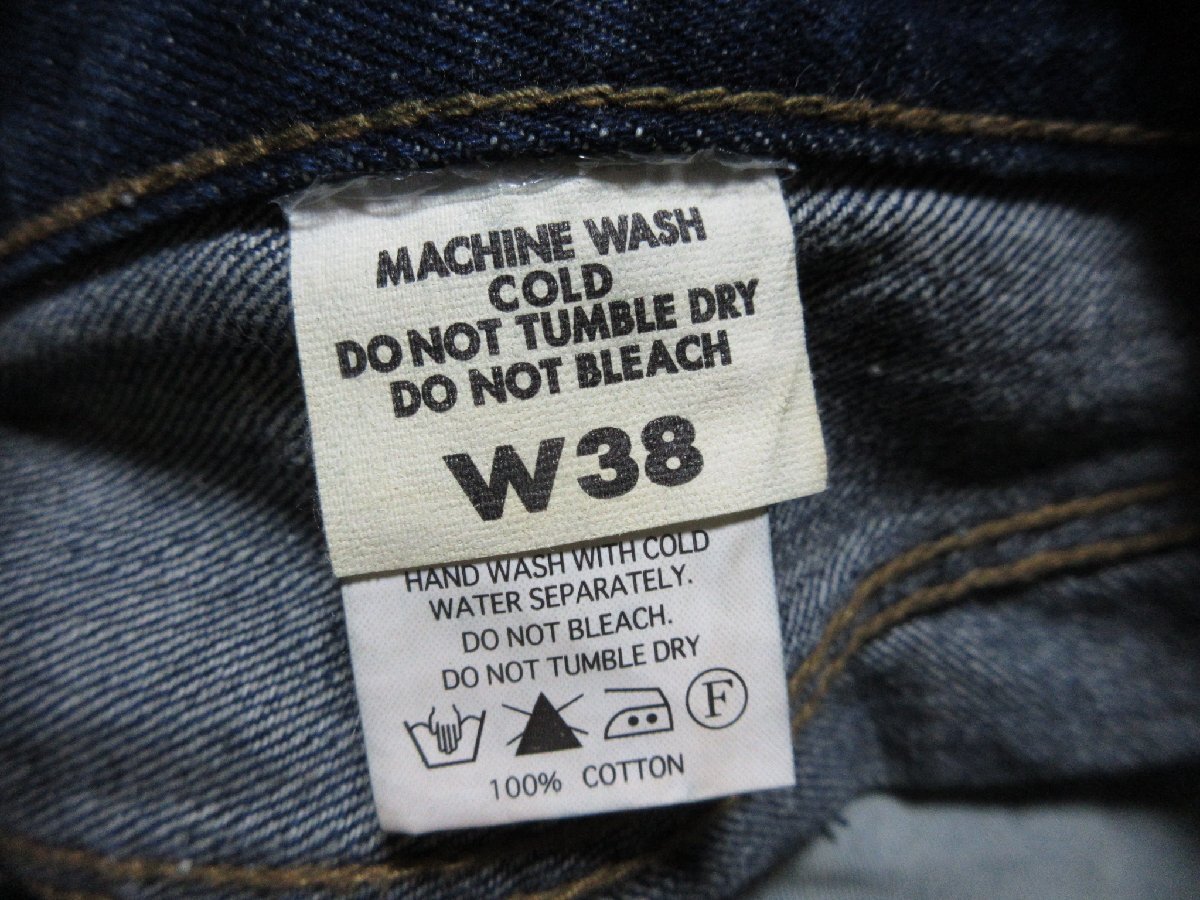 MACHINE WASH
COLD
DO NOT TUMBLE DRY
DO NOT BLEACH
W38
HAND WASH WITH COLD
WATER SEPARATELY.
DO NOT BLEACH.
DO NOT TUMBLE DRY
F
100% COTTON